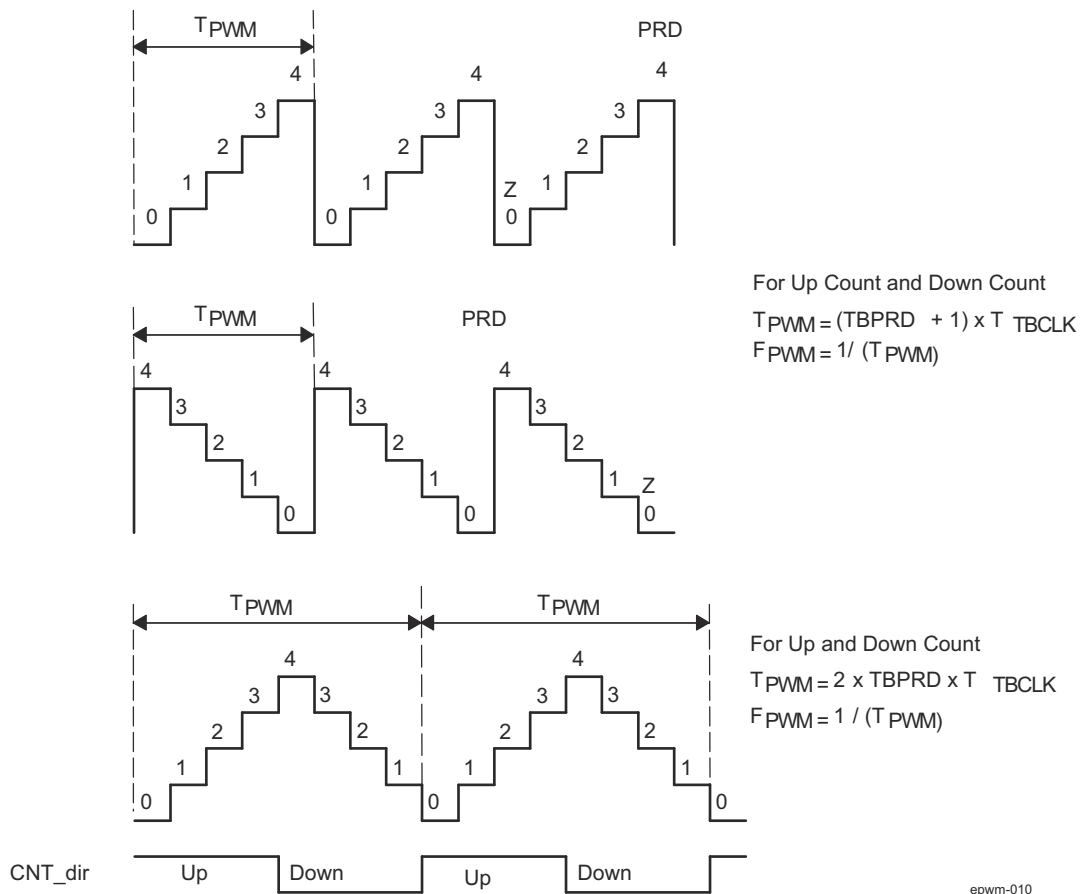 TPWM
PRD
4 4 4
3 3 3
2 2 2
1 1 Z 1
0 0 0
For Up Count and Down Count
TPWM = (TBPRD + 1) x T TBCLK
FPWM = 1/ (TPWM)
TPWM
PRD
4 4 4
3 3 3
2 2 2
1 1 1 Z
0 0 0
TPWM TPWM
For Up and Down Count
TPWM = 2 x TBPRD x T TBCLK
FPWM = 1 / (TPWM)
4 4
3 3 3 3
2 2 2 2
1 1 1 1
0 0 0
CNT_dir Up Down Up Down
epwm-010